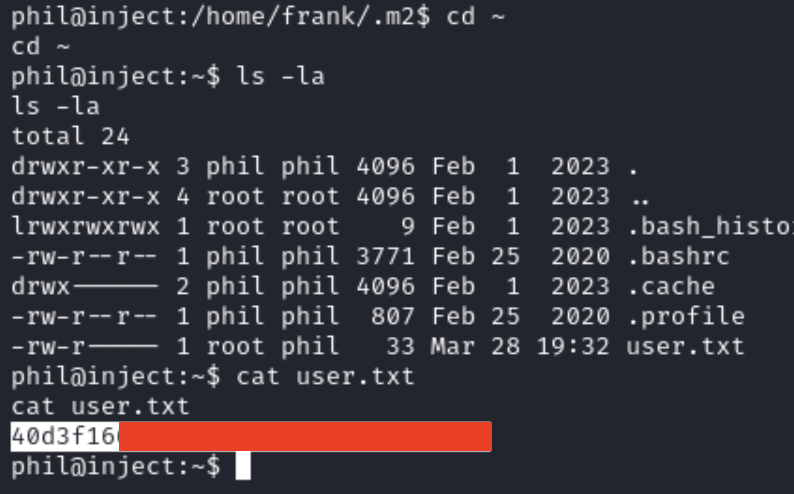 phil@inject:/home/frank/.m2$ cd ~
cd ~
phil@inject:~$ ls -la
ls -la
total 24
drwxr-xr-x 3 phil phil 4096 Feb  1  2023 .
drwxr-xr-x 4 root root 4096 Feb  1  2023 ..
lrwxrwxrwx 1 root root    9 Feb  1  2023 .bash_histo
-rw-r--r-- 1 phil phil 3771 Feb 25  2020 .bashrc
drwx------ 2 phil phil 4096 Feb  1  2023 .cache
-rw-r--r-- 1 phil phil  807 Feb 25  2020 .profile
-rw-r----- 1 root phil   33 Mar 28 19:32 user.txt
phil@inject:~$ cat user.txt
cat user.txt
40d3f16
phil@inject:~$